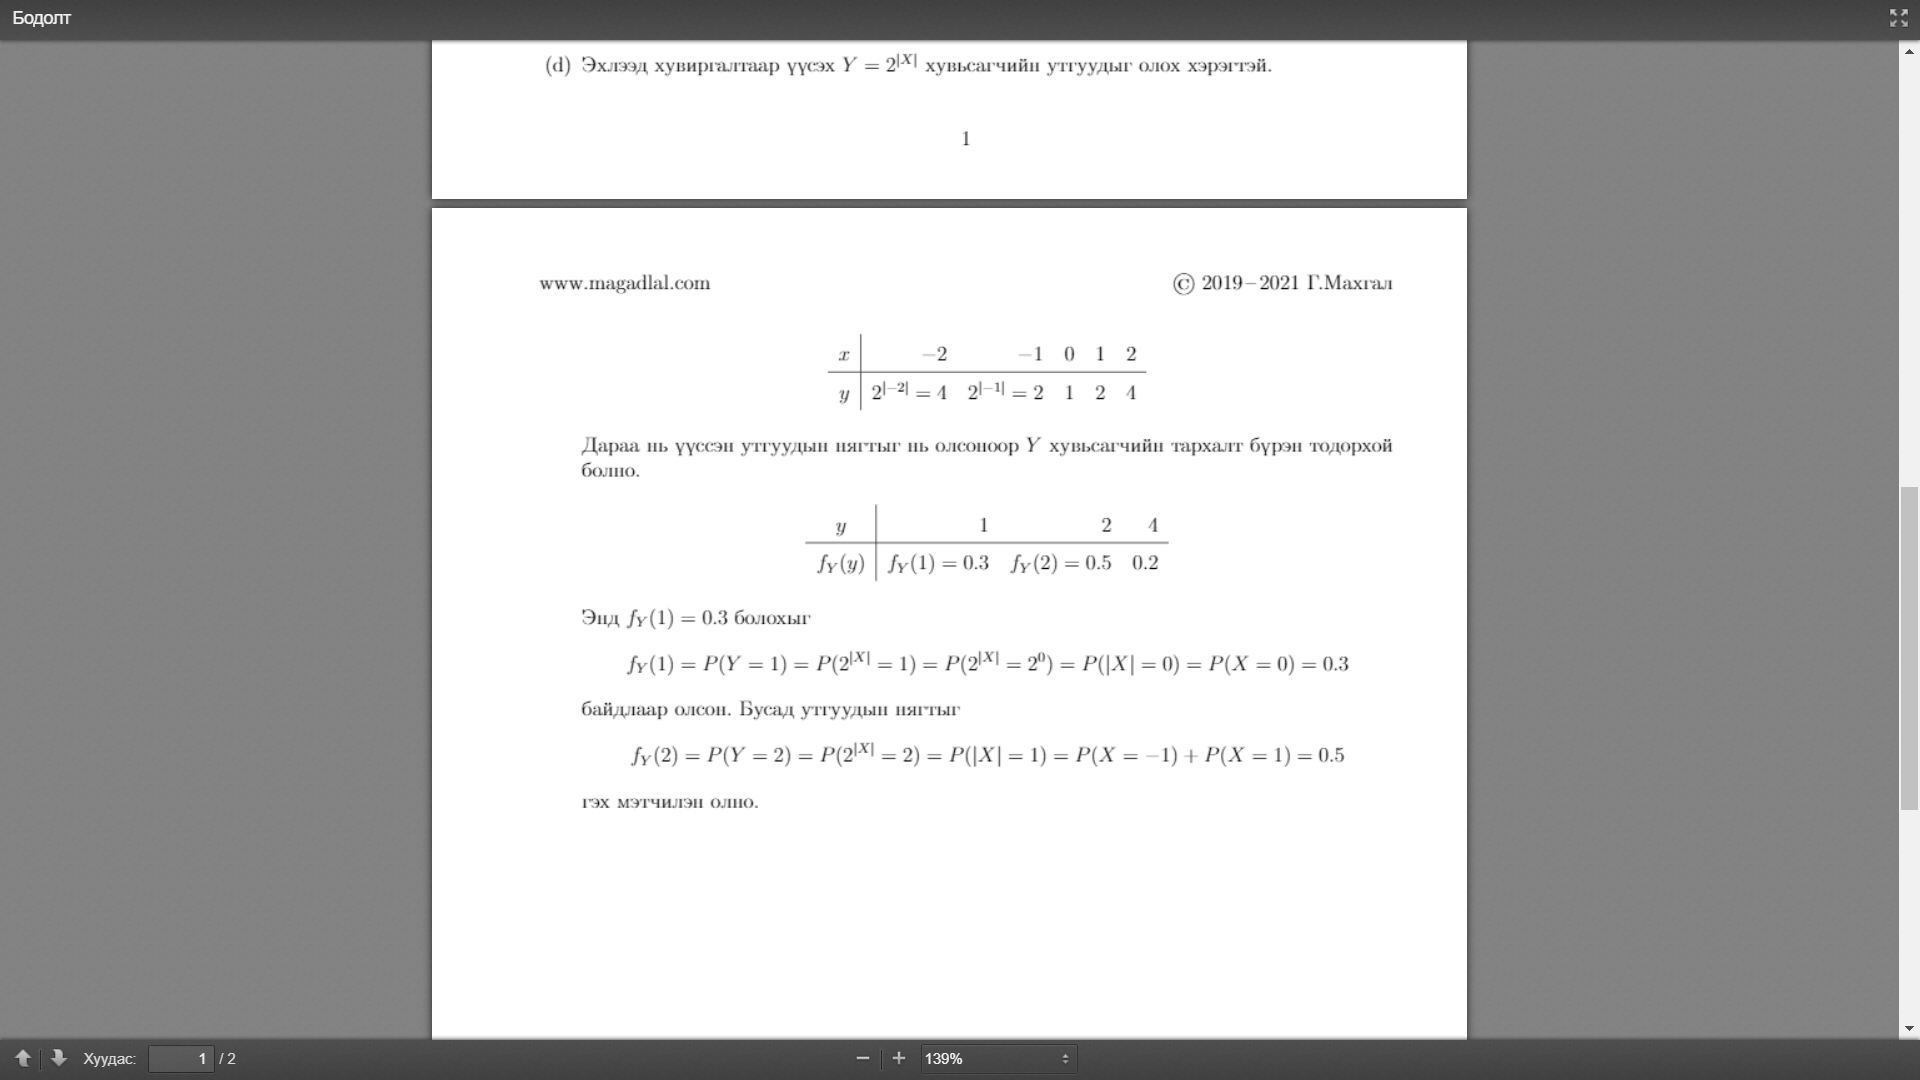 Бодолт
(d) Эхлээд хувиргалтаар үүсэх Y = 2^{|X|} хувьсагчийн утгуудыг олох хэрэгтэй.
1
www.magadlal.com © 2019–2021 Г.Махгал
x −2 −1 0 1 2
y 2^{|−2|} = 4 2^{|−1|} = 2 1 2 4
Дараа нь үүссэн утгуудын нягтыг нь олсоноор Y хувьсагчийн тархалт бүрэн тодорхой
болно.
y 1 2 4
f_Y(y) f_Y(1) = 0.3 f_Y(2) = 0.5 0.2
Энд f_Y(1) = 0.3 болохыг
f_Y(1) = P(Y = 1) = P(2^{|X|} = 1) = P(2^{|X|} = 2^0) = P(|X| = 0) = P(X = 0) = 0.3
байдлаар олсон. Бусад утгуудын нягтыг
f_Y(2) = P(Y = 2) = P(2^{|X|} = 2) = P(|X| = 1) = P(X = −1) + P(X = 1) = 0.5
гэх мэтчилэн олно.
Хуудас: 1 / 2 139%